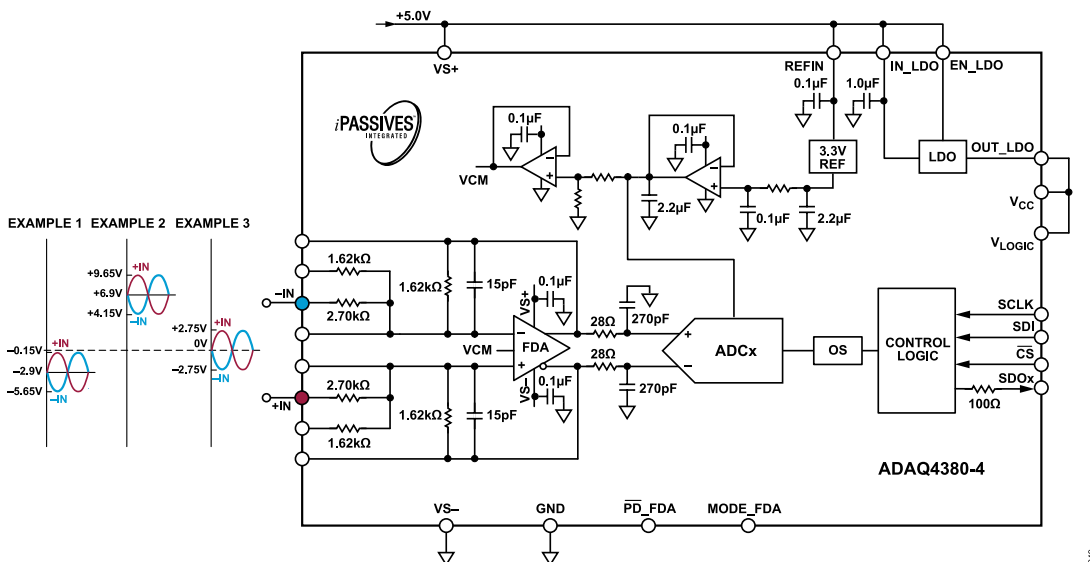 +5.0V
VS+
REFIN
IN_LDO
EN_LDO
0.1µF
1.0µF
iPASSIVES™
INTEGRATED
0.1µF
0.1µF
3.3V
REF
LDO
OUT_LDO
VCM
2.2µF
0.1µF
2.2µF
VCC
VLOGIC
EXAMPLE 1
EXAMPLE 2
EXAMPLE 3
+9.65V
+IN
+6.9V
+4.15V
–IN
+2.75V
+IN
0V
–2.75V
–IN
–0.15V
+IN
–2.9V
–5.65V
–IN
1.62kΩ
1.62kΩ
15pF
–IN
2.70kΩ
VS+
0.1µF
28Ω
270pF
VCM
FDA
28Ω
ADCx
OS
CONTROL
LOGIC
SCLK
SDI
CS
SDOx
100Ω
2.70kΩ
+IN
1.62kΩ
15pF
VS–
0.1µF
270pF
1.62kΩ
ADAQ4380-4
VS–
GND
PD_FDA
MODE_FDA